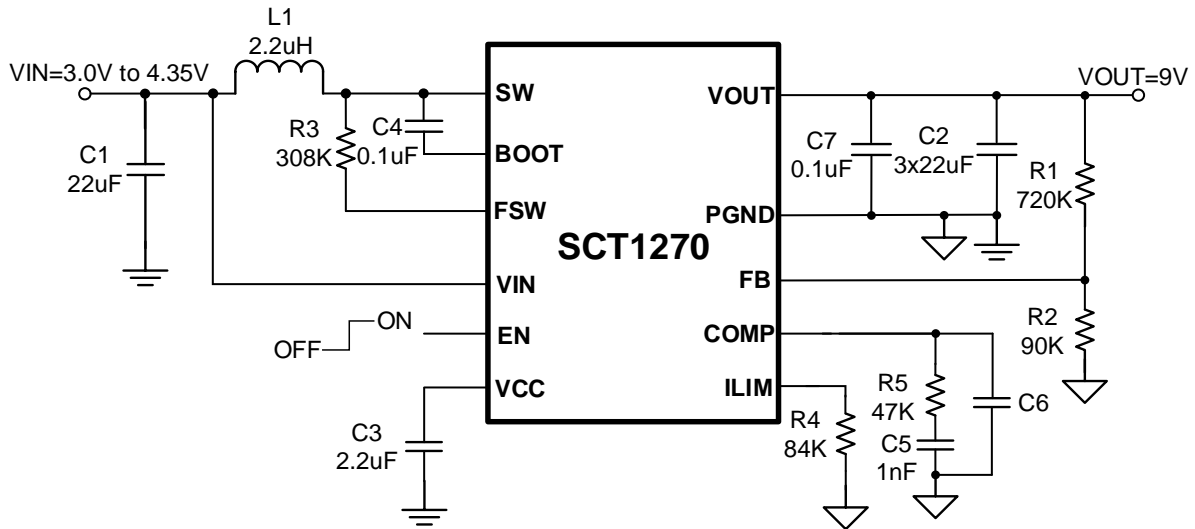 L1
2.2uH
VIN=3.0V to 4.35V
VOUT=9V
SW
VOUT
R3
308K
C4
0.1uF
C7
0.1uF
C2
3x22uF
C1
22uF
BOOT
R1
720K
FSW
PGND
SCT1270
VIN
FB
ON
OFF
EN
COMP
R2
90K
VCC
ILIM
R5
47K
C6
C3
2.2uF
R4
84K
C5
1nF